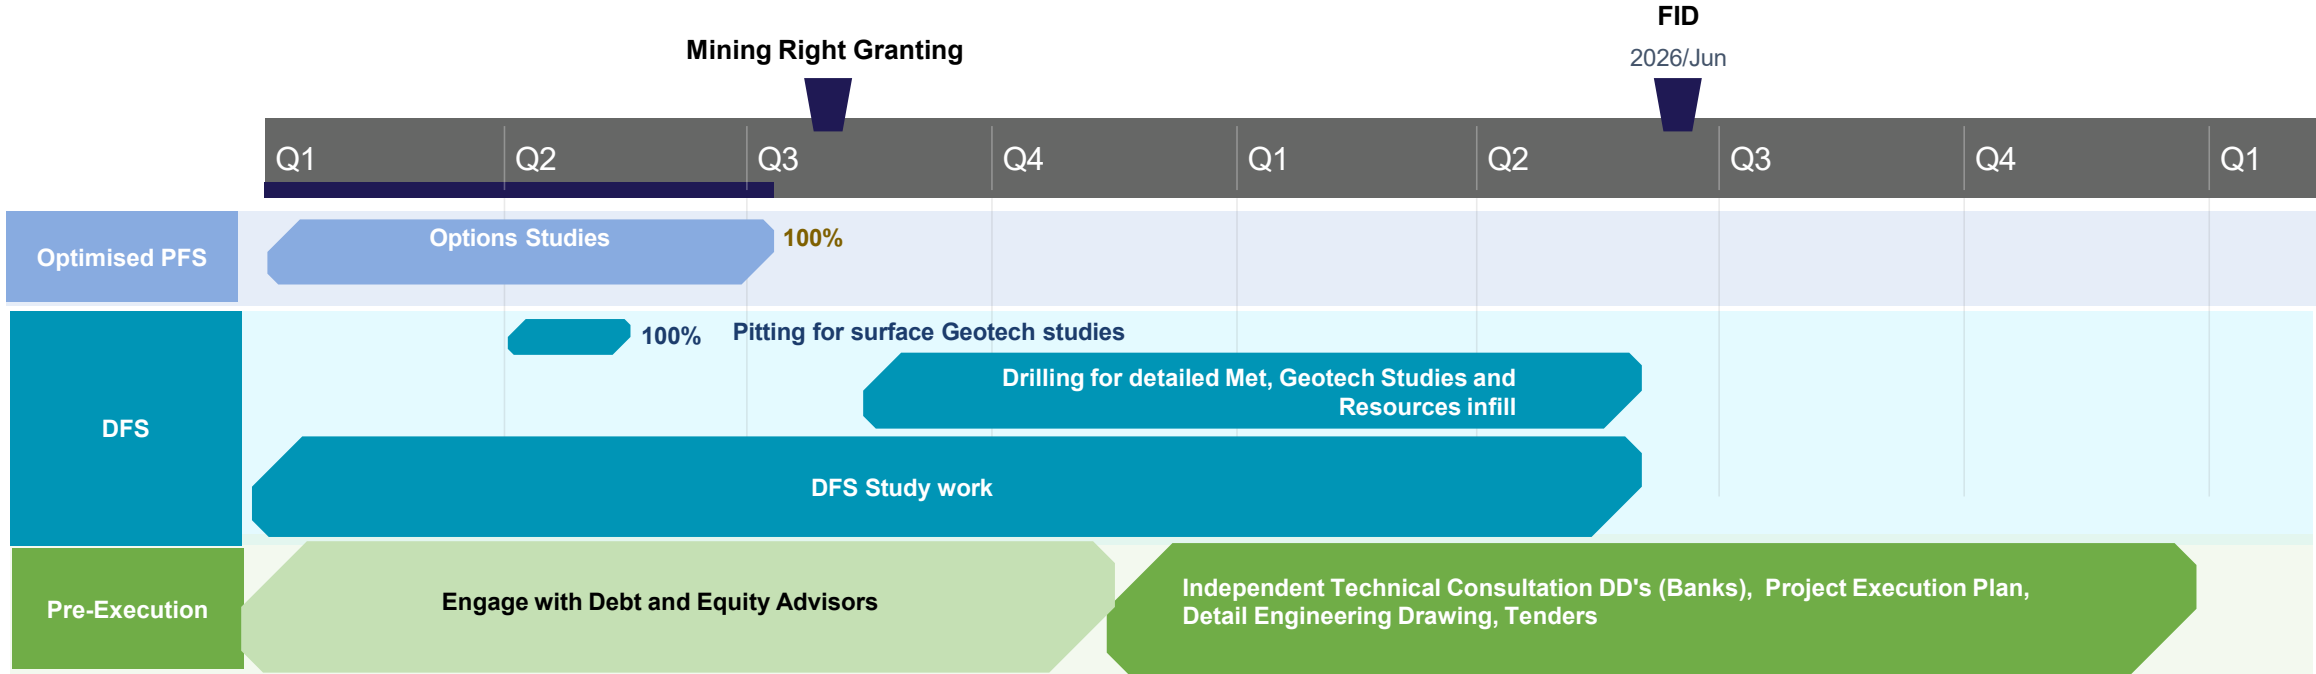 FID
Mining Right Granting
2026/Jun
Q1 Q2 Q3 Q4 Q1 Q2 Q3 Q4 Q1
Optimised PFS
Options Studies
100%
DFS
100%
Pitting for surface Geotech studies
Drilling for detailed Met, Geotech Studies and
Resources infill
DFS Study work
Pre-Execution
Engage with Debt and Equity Advisors
Independent Technical Consultation DD's (Banks),  Project Execution Plan,
Detail Engineering Drawing, Tenders